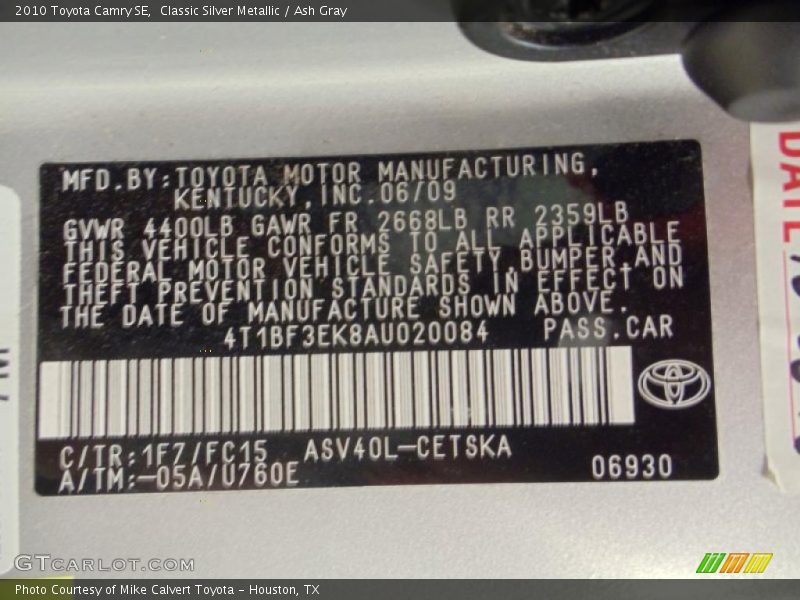 2010 Toyota Camry SE,  Classic Silver Metallic / Ash Gray
MFD.BY:TOYOTA MOTOR MANUFACTURING,
KENTUCKY,INC.06/09
GVWR 4400LB GAWR FR 2668LB RR 2359LB
THIS VEHICLE CONFORMS TO ALL APPLICABLE
FEDERAL MOTOR VEHICLE SAFETY,BUMPER,AND
THEFT PREVENTION STANDARDS IN EFFECT ON
THE DATE OF MANUFACTURE SHOWN ABOVE.
4T1BF3EK8AU020084 PASS.CAR
C/TR:1F7/FC15 ASV40L-CETSKA
A/TM:-05A/U760E 06930
DATE
GTCARLOT.COM
Photo Courtesy of Mike Calvert Toyota - Houston, TX